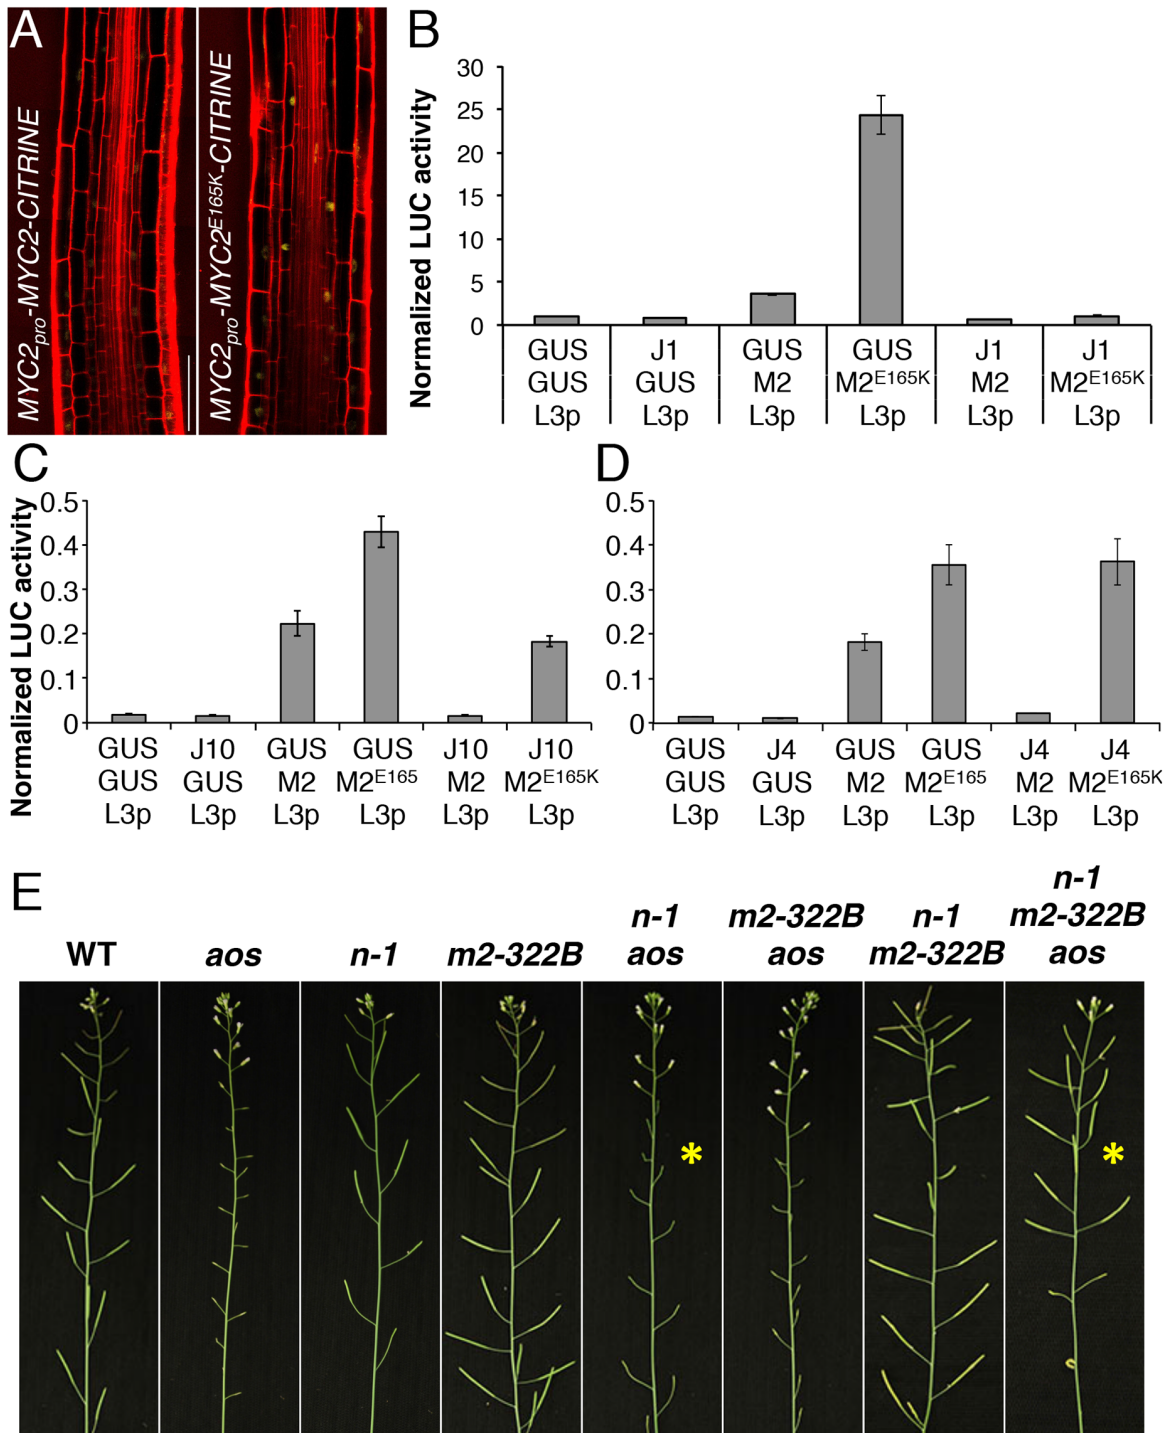 A
MYC2pro-MYC2-CITRINE
MYC2pro-MYC2E165K-CITRINE
B
Normalized LUC activity
30
25
20
15
10
5
0
GUS J1 GUS GUS J1 J1
GUS GUS M2 M2E165K M2 M2E165K
L3p L3p L3p L3p L3p L3p
C
Normalized LUC activity
0.5
0.4
0.3
0.2
0.1
0
GUS J10 GUS GUS J10 J10
GUS GUS M2 M2E165 M2 M2E165K
L3p L3p L3p L3p L3p L3p
D
0.5
0.4
0.3
0.2
0.1
0
GUS J4 GUS GUS J4 J4
GUS GUS M2 M2E165 M2 M2E165K
L3p L3p L3p L3p L3p L3p
E
n-1
n-1 m2-322B n-1 m2-322B
WT aos n-1 m2-322B aos aos m2-322B aos
*
*